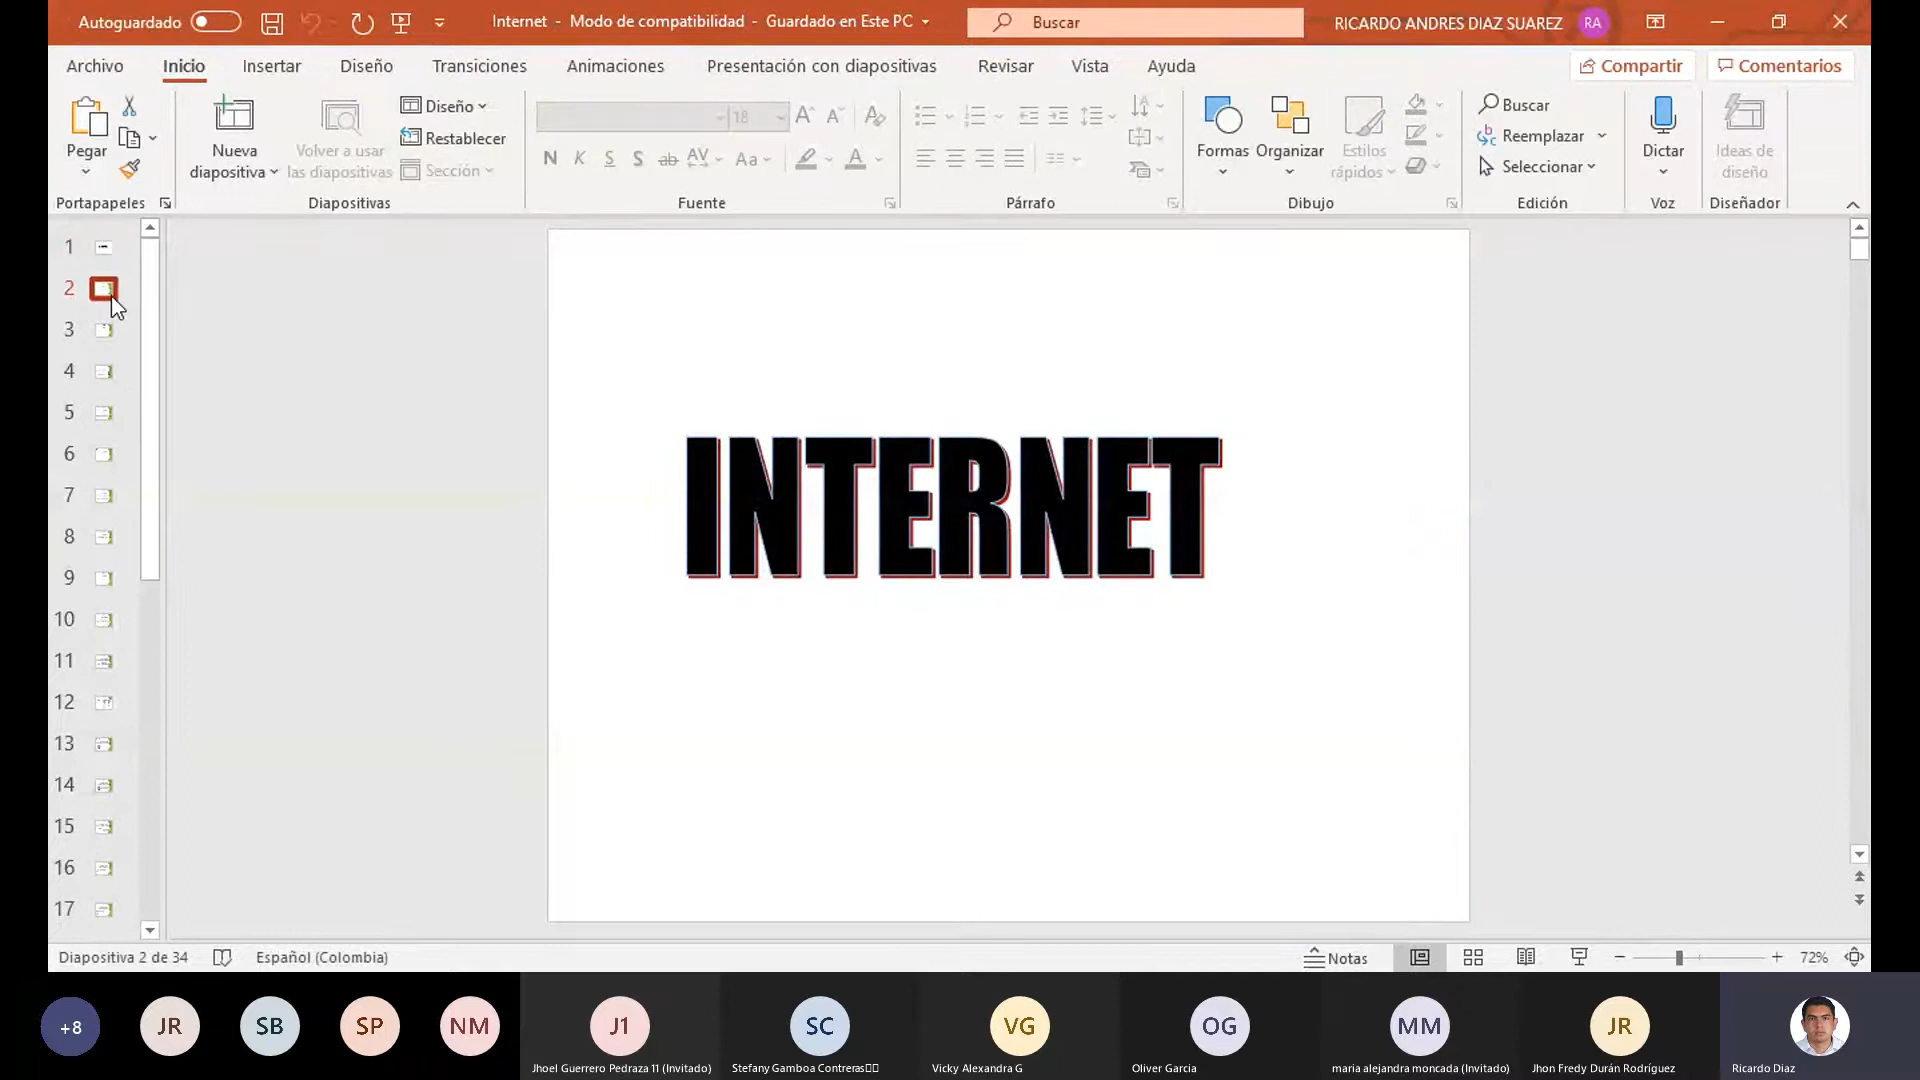 Autoguardado
Internet - Modo de compatibilidad - Guardado en Este PC
Buscar
RICARDO ANDRES DIAZ SUAREZ
RA
Archivo
Inicio
Insertar
Diseño
Transiciones
Animaciones
Presentación con diapositivas
Revisar
Vista
Ayuda
Compartir
Comentarios
Pegar
Portapapeles
Nueva
diapositiva
Volver a usar
las diapositivas
Diseño
Restablecer
Sección
Diapositivas
18
N K S S ab AV Aa A
Fuente
Párrafo
Formas
Organizar
Estilos
rápidos
Dibujo
Buscar
Reemplazar
Seleccionar
Edición
Dictar
Voz
Ideas de
diseño
Diseñador
1
2
3
4
5
6
7
8
9
10
11
12
13
14
15
16
17
INTERNET
Diapositiva 2 de 34
Español (Colombia)
Notas
72%
+8
JR
SB
SP
NM
J1
Jhoel Guerrero Pedraza 11 (Invitado)
SC
Stefany Gamboa Contreras
VG
Vicky Alexandra G
OG
Oliver Garcia
MM
maria alejandra moncada (Invitado)
JR
Jhon Fredy Durán Rodríguez
Ricardo Diaz